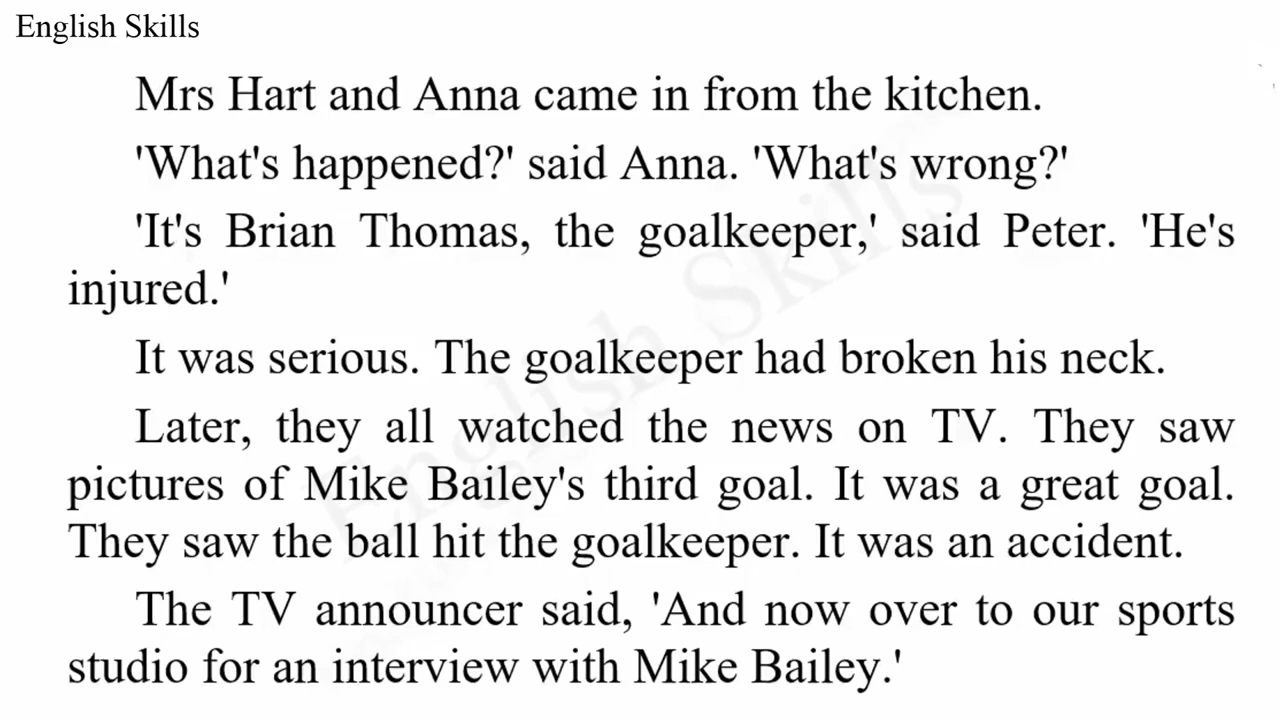 English Skills
Mrs Hart and Anna came in from the kitchen.
'What's happened?' said Anna. 'What's wrong?'
'It's Brian Thomas, the goalkeeper,' said Peter. 'He's
injured.'
It was serious. The goalkeeper had broken his neck.
Later, they all watched the news on TV. They saw
pictures of Mike Bailey's third goal. It was a great goal.
They saw the ball hit the goalkeeper. It was an accident.
The TV announcer said, 'And now over to our sports
studio for an interview with Mike Bailey.'
English Skills